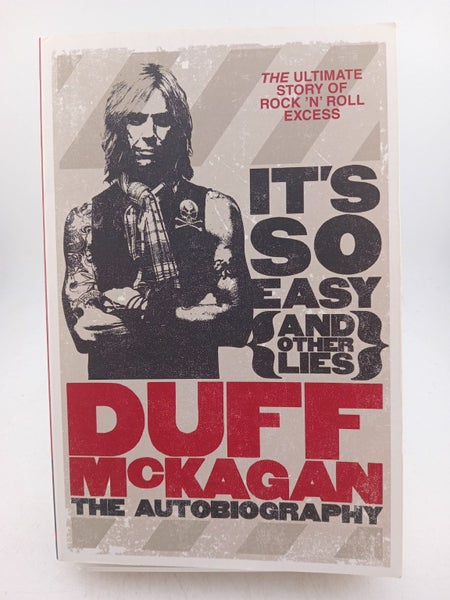 THE ULTIMATE
STORY OF
ROCK 'N' ROLL
EXCESS
IT'S
SO
EASY
{AND
OTHER
LIES}
DUFF
McKAGAN
THE AUTOBIOGRAPHY